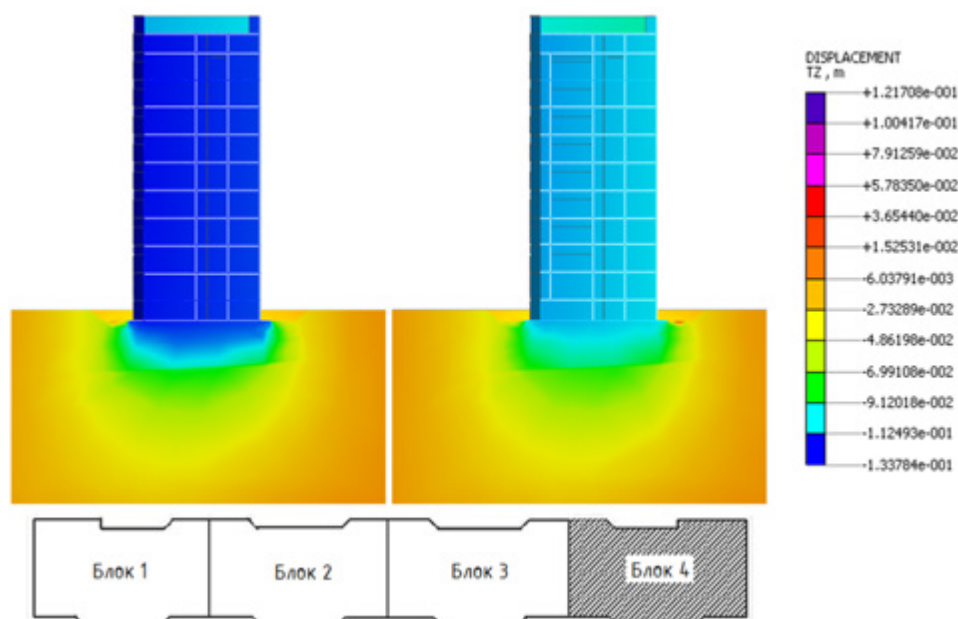 DISPLACEMENT
TZ , m
+1.21708e-001
+1.00417e-001
+7.91259e-002
+5.78350e-002
+3.65440e-002
+1.52531e-002
-6.03791e-003
-2.73289e-002
-4.86198e-002
-6.99108e-002
-9.12018e-002
-1.12493e-001
-1.33784e-001
Блок 1
Блок 2
Блок 3
Блок 4